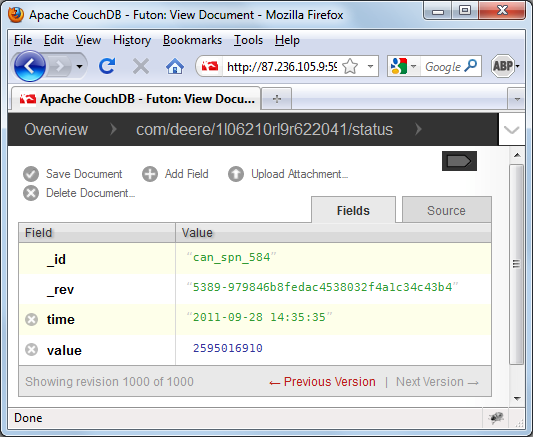 Apache CouchDB - Futon: View Document - Mozilla Firefox
File Edit View History Bookmarks Tools Help
http://87.236.105.9:59 Google ABP
Apache CouchDB - Futon: View Docu...
Overview com/deere/1l06210rl9r622041/status
Save Document Add Field Upload Attachment...
Delete Document...
Fields Source
Field Value
_id "can_spn_584"
_rev "5389-979846b8fedac4538032f4a1c34c43b4"
time "2011-09-28 14:35:35"
value 2595016910
Showing revision 1000 of 1000 ← Previous Version | Next Version →
Done